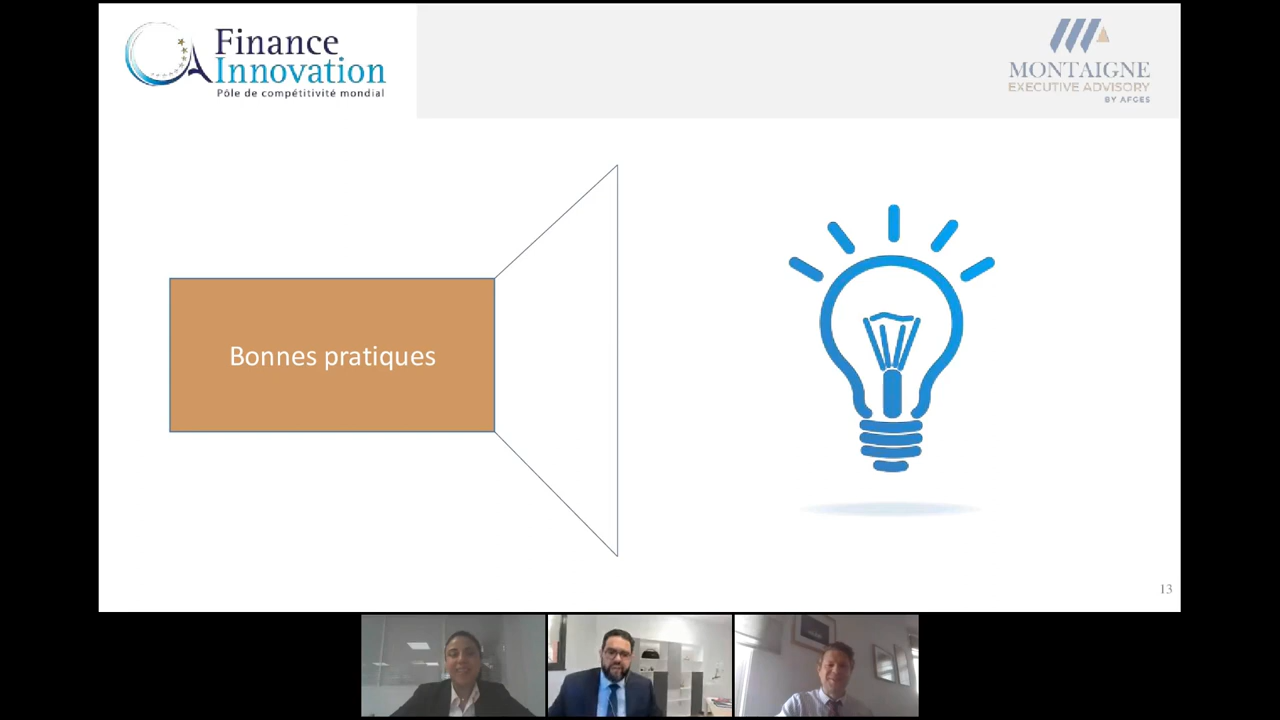 Finance
Innovation
Pôle de compétitivité mondial
MONTAIGNE
EXECUTIVE ADVISORY
BY AFGES
Bonnes pratiques
13